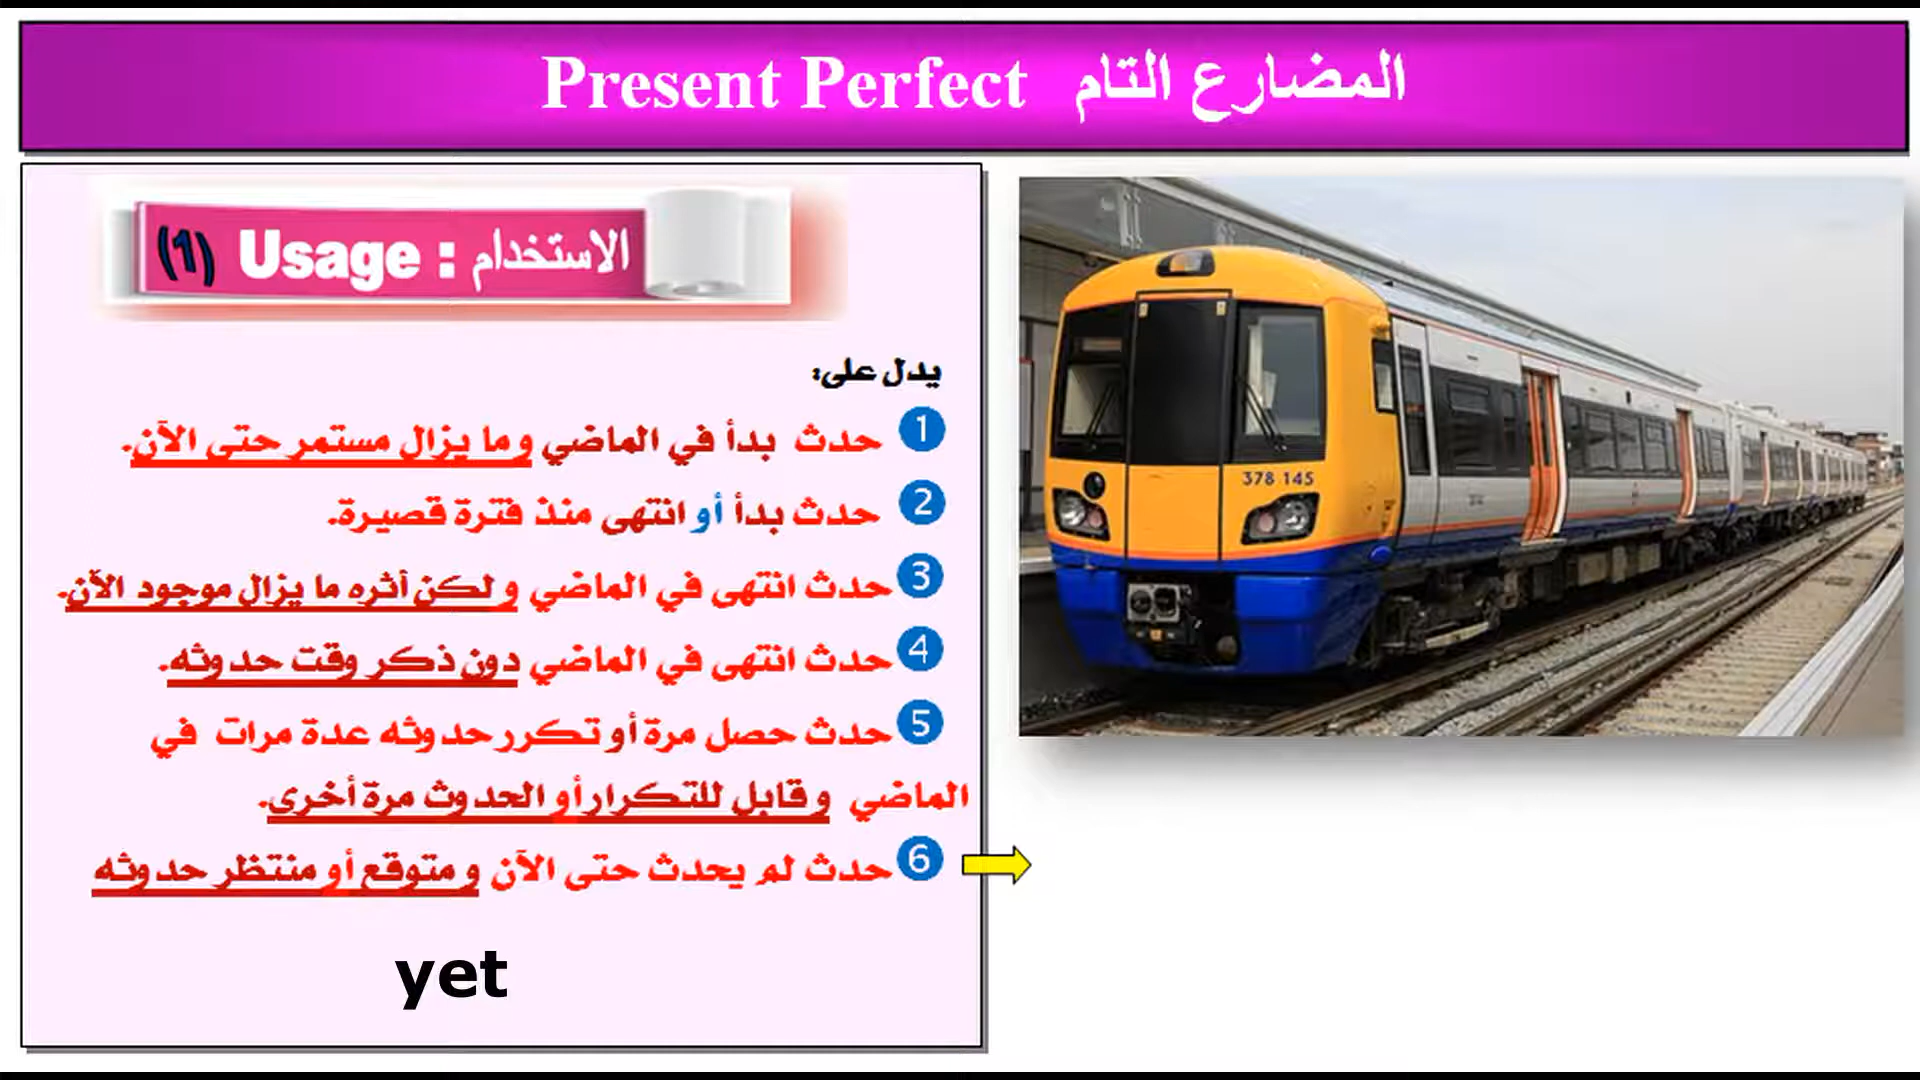 Present Perfect المضارع التام
(1) Usage : الاستخدام
يدل على:
1 حدث بدأ في الماضي وما يزال مستمر حتى الآن.
2 حدث بدأ أو انتهى منذ فترة قصيرة.
3 حدث انتهى في الماضي ولكن أثره ما يزال موجود الآن.
4 حدث انتهى في الماضي دون ذكر وقت حدوثه.
5 حدث حصل مرة أو تكرر حدوثه عدة مرات في
الماضي وقابل للتكرار أو الحدوث مرة أخرى.
6 حدث لم يحدث حتى الآن ومتوقع أو منتظر حدوثه
yet
378 145